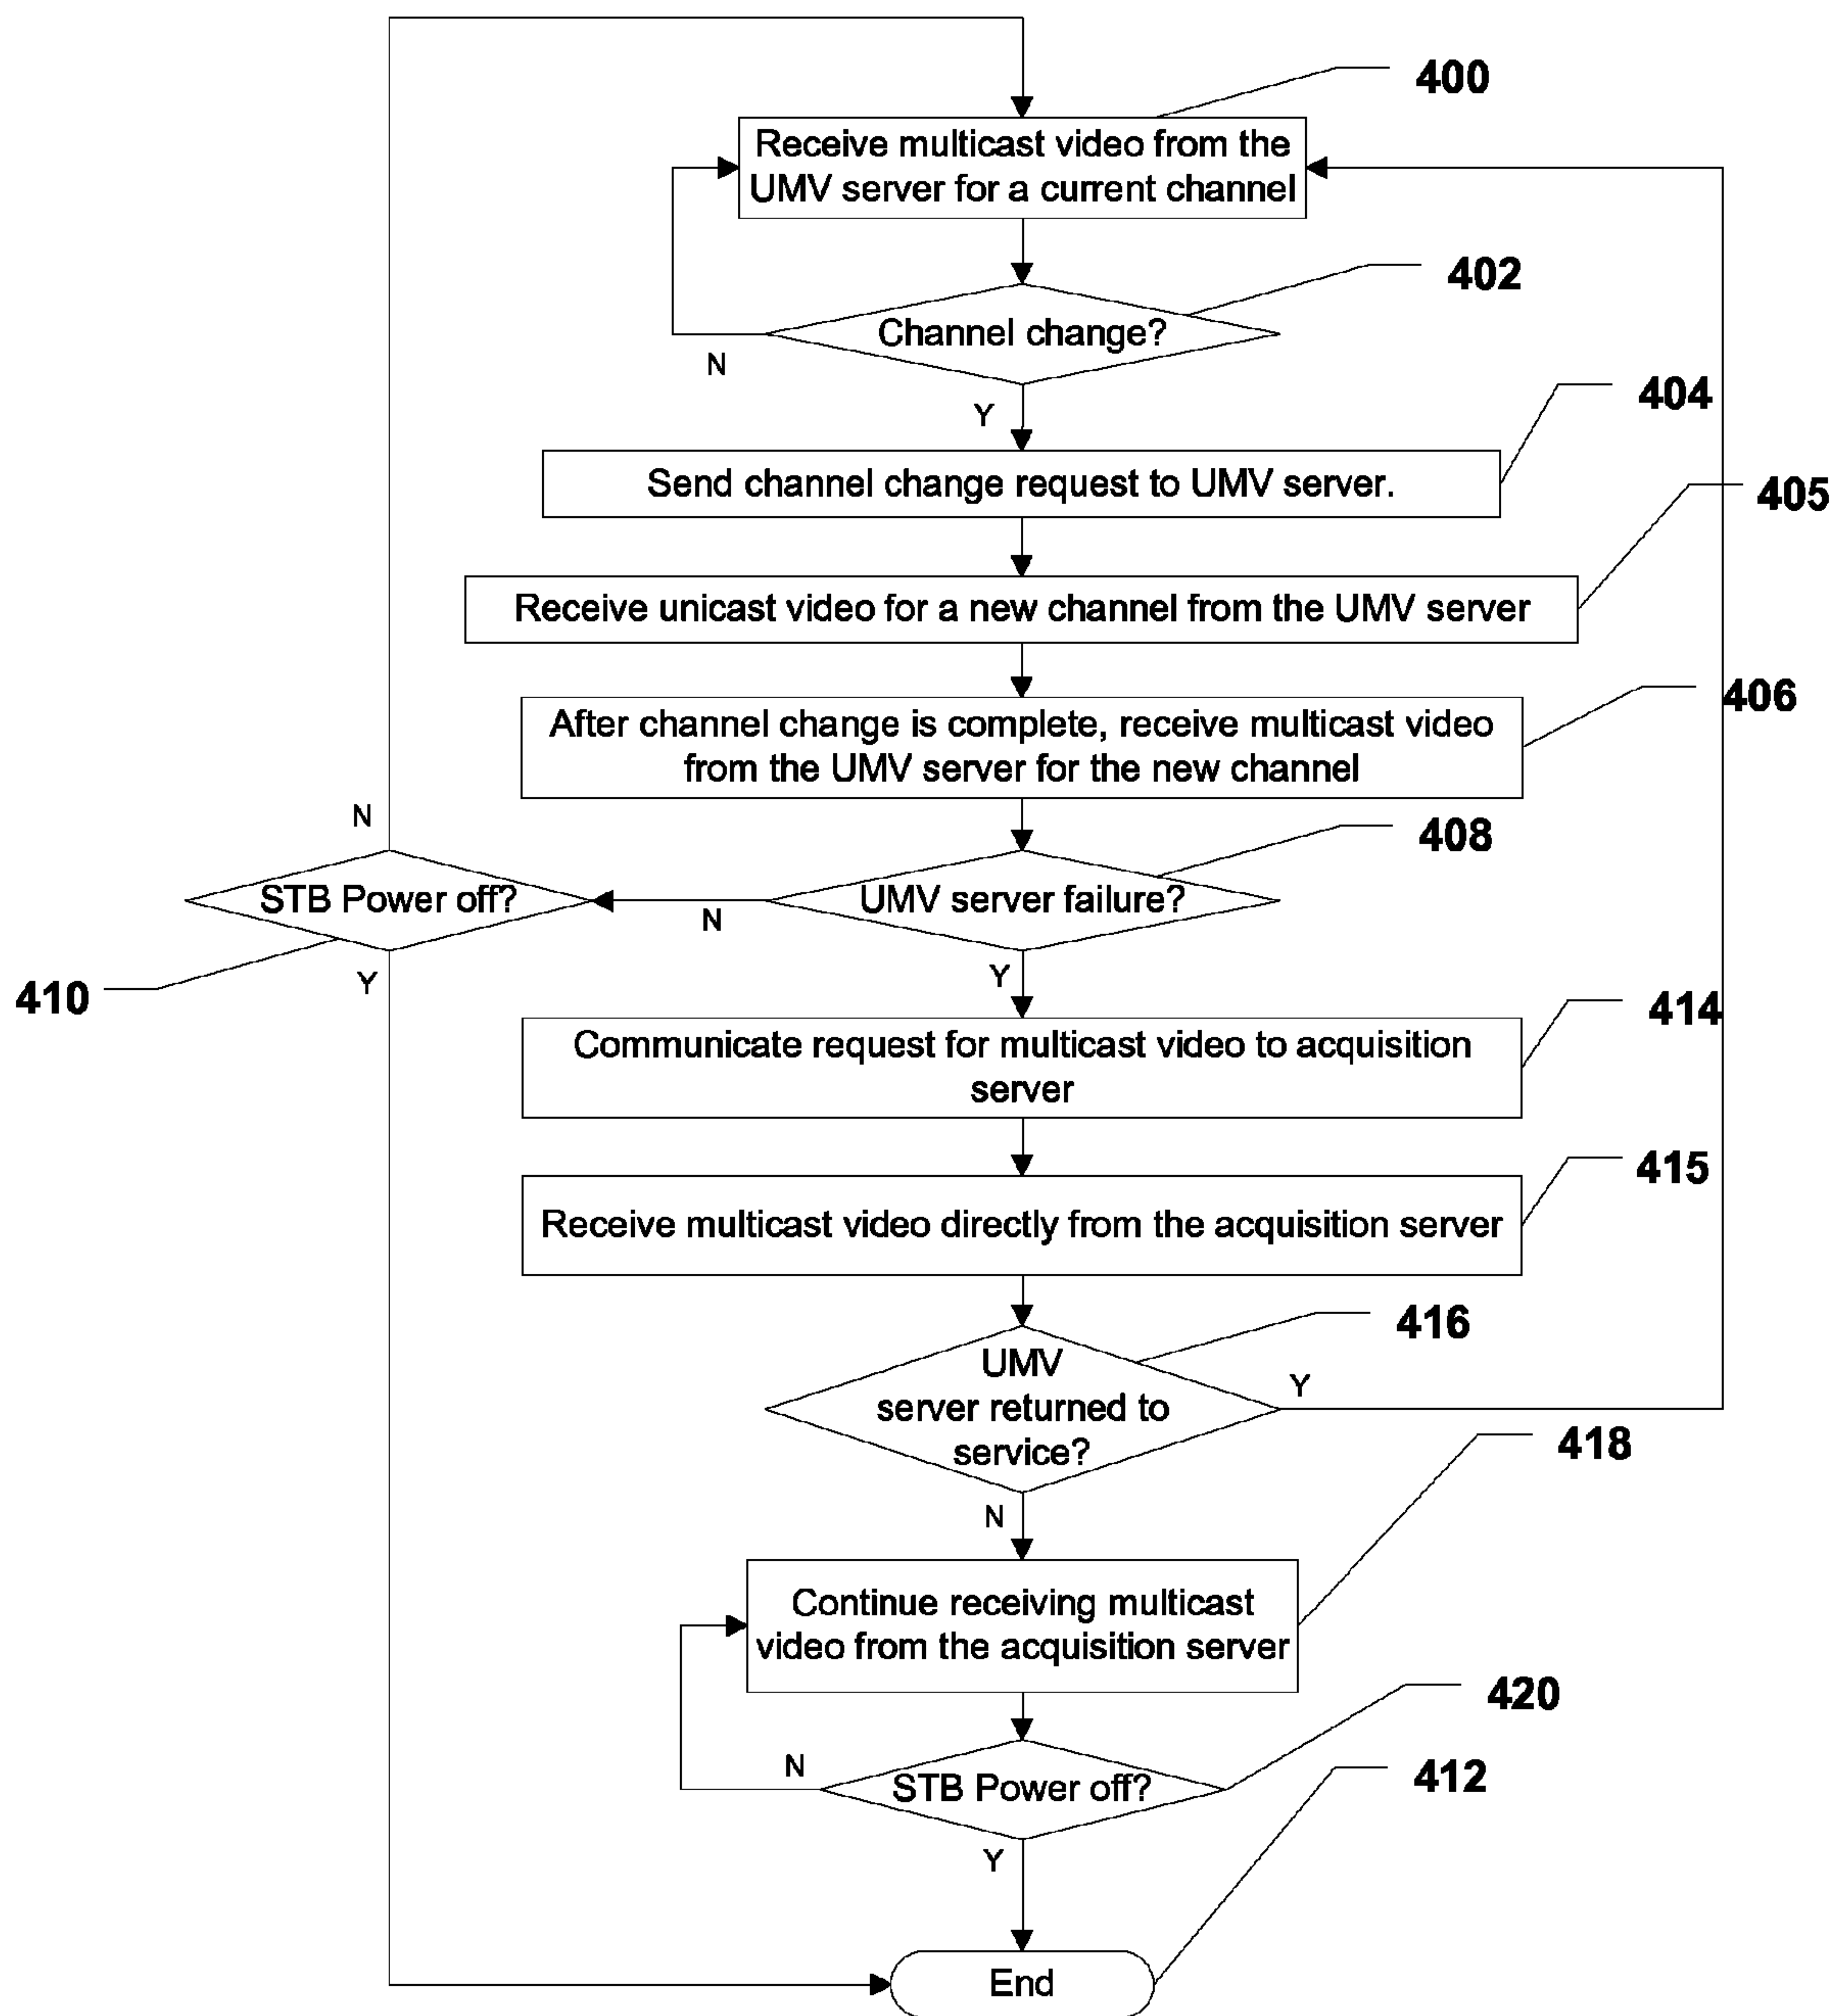 400
Receive multicast video from the
UMV server for a current channel
402
Channel change?
N
Y
404
Send channel change request to UMV server.
405
Receive unicast video for a new channel from the UMV server
406
After channel change is complete, receive multicast video
from the UMV server for the new channel
N
408
STB Power off?
UMV server failure?
N
Y
Y
410
414
Communicate request for multicast video to acquisition
server
415
Receive multicast video directly from the acquisition server
416
UMV
server returned to
service?
Y
418
N
Continue receiving multicast
video from the acquisition server
420
N
STB Power off?
412
Y
End